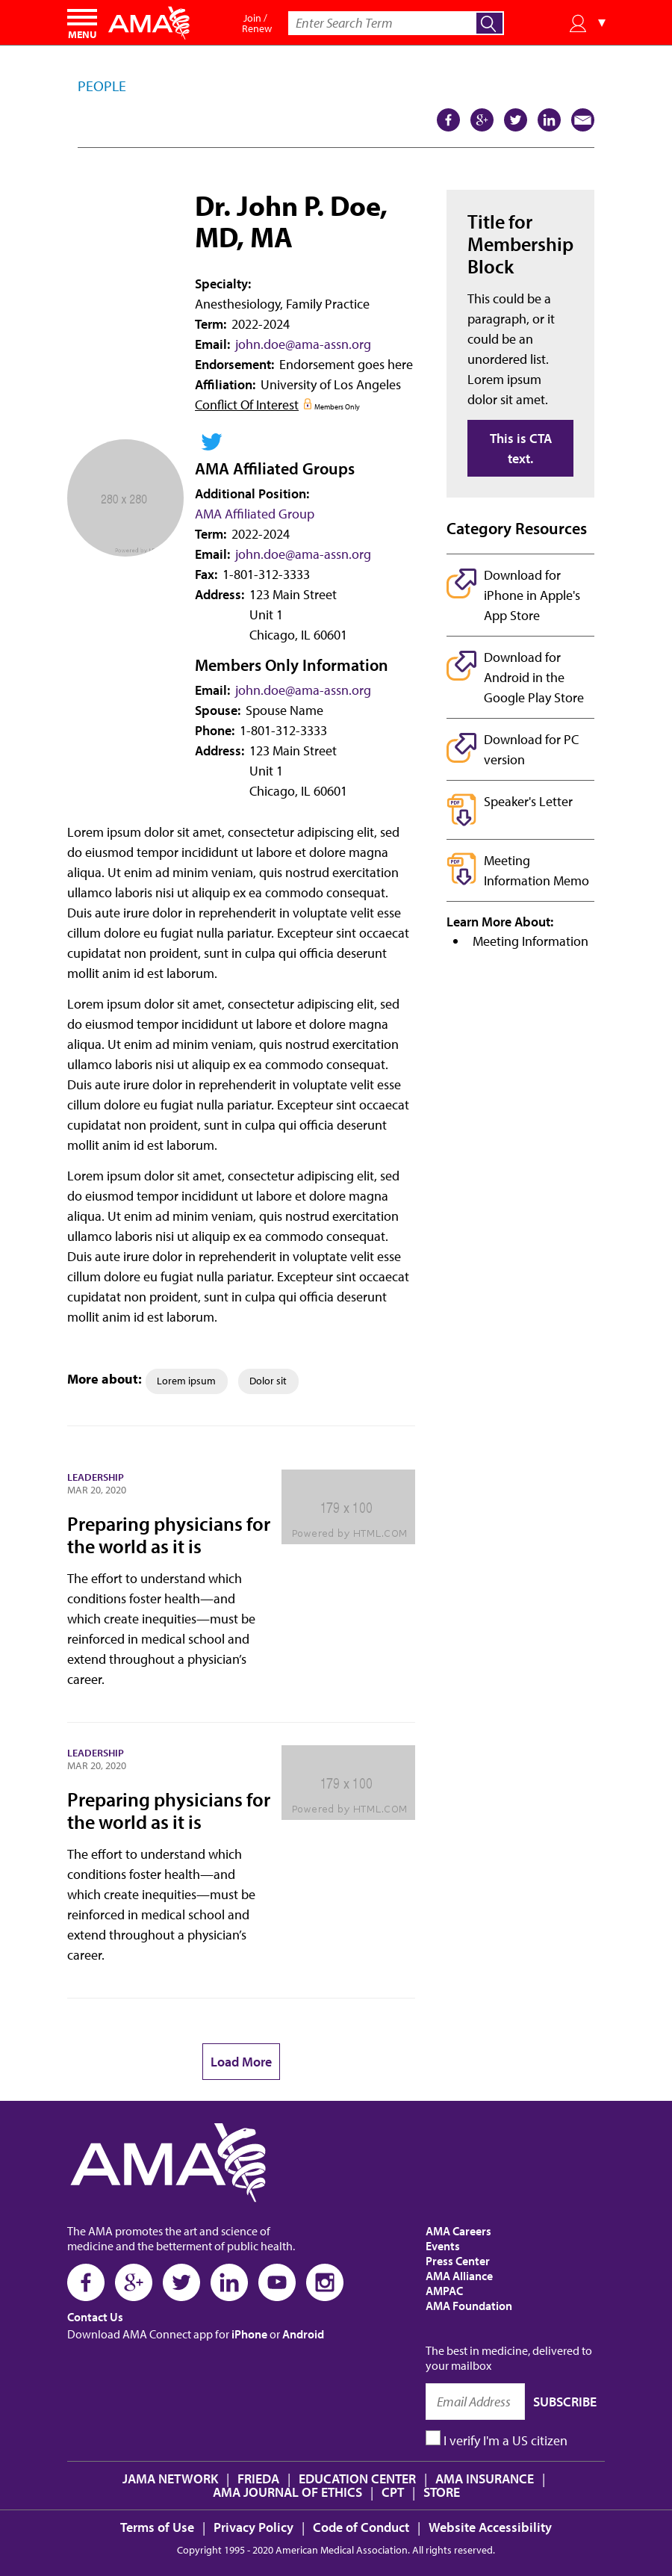 MENU
AMA
Join /
Renew
Enter Search Term
▼
PEOPLE
Dr. John P. Doe,
MD, MA
Specialty:
Anesthesiology, Family Practice
Term: 2022-2024
Email: john.doe@ama-assn.org
Endorsement: Endorsement goes here
Affiliation: University of Los Angeles
Conflict Of Interest Members Only
280 x 280
AMA Affiliated Groups
Additional Position:
AMA Affiliated Group
Term: 2022-2024
Email: john.doe@ama-assn.org
Fax: 1-801-312-3333
Address: 123 Main Street
Unit 1
Chicago, IL 60601
Members Only Information
Email: john.doe@ama-assn.org
Spouse: Spouse Name
Phone: 1-801-312-3333
Address: 123 Main Street
Unit 1
Chicago, IL 60601
Lorem ipsum dolor sit amet, consectetur adipiscing elit, sed
do eiusmod tempor incididunt ut labore et dolore magna
aliqua. Ut enim ad minim veniam, quis nostrud exercitation
ullamco laboris nisi ut aliquip ex ea commodo consequat.
Duis aute irure dolor in reprehenderit in voluptate velit esse
cillum dolore eu fugiat nulla pariatur. Excepteur sint occaecat
cupidatat non proident, sunt in culpa qui officia deserunt
mollit anim id est laborum.
Lorem ipsum dolor sit amet, consectetur adipiscing elit, sed
do eiusmod tempor incididunt ut labore et dolore magna
aliqua. Ut enim ad minim veniam, quis nostrud exercitation
ullamco laboris nisi ut aliquip ex ea commodo consequat.
Duis aute irure dolor in reprehenderit in voluptate velit esse
cillum dolore eu fugiat nulla pariatur. Excepteur sint occaecat
cupidatat non proident, sunt in culpa qui officia deserunt
mollit anim id est laborum.
Lorem ipsum dolor sit amet, consectetur adipiscing elit, sed
do eiusmod tempor incididunt ut labore et dolore magna
aliqua. Ut enim ad minim veniam, quis nostrud exercitation
ullamco laboris nisi ut aliquip ex ea commodo consequat.
Duis aute irure dolor in reprehenderit in voluptate velit esse
cillum dolore eu fugiat nulla pariatur. Excepteur sint occaecat
cupidatat non proident, sunt in culpa qui officia deserunt
mollit anim id est laborum.
More about: Lorem ipsum Dolor sit
LEADERSHIP
MAR 20, 2020
Preparing physicians for
the world as it is
The effort to understand which
conditions foster health—and
which create inequities—must be
reinforced in medical school and
extend throughout a physician's
career.
179 x 100
Powered by HTML.COM
LEADERSHIP
MAR 20, 2020
Preparing physicians for
the world as it is
The effort to understand which
conditions foster health—and
which create inequities—must be
reinforced in medical school and
extend throughout a physician's
career.
179 x 100
Powered by HTML.COM
Load More
Title for
Membership
Block
This could be a
paragraph, or it
could be an
unordered list.
Lorem ipsum
dolor sit amet.
This is CTA
text.
Category Resources
Download for
iPhone in Apple's
App Store
Download for
Android in the
Google Play Store
Download for PC
version
PDF
Speaker's Letter
PDF
Meeting
Information Memo
Learn More About:
• Meeting Information
AMA
The AMA promotes the art and science of
medicine and the betterment of public health.
Contact Us
Download AMA Connect app for iPhone or Android
AMA Careers
Events
Press Center
AMA Alliance
AMPAC
AMA Foundation
The best in medicine, delivered to
your mailbox
Email Address SUBSCRIBE
I verify I'm a US citizen
JAMA NETWORK | FRIEDA | EDUCATION CENTER | AMA INSURANCE |
AMA JOURNAL OF ETHICS | CPT | STORE
Terms of Use | Privacy Policy | Code of Conduct | Website Accessibility
Copyright 1995 - 2020 American Medical Association. All rights reserved.